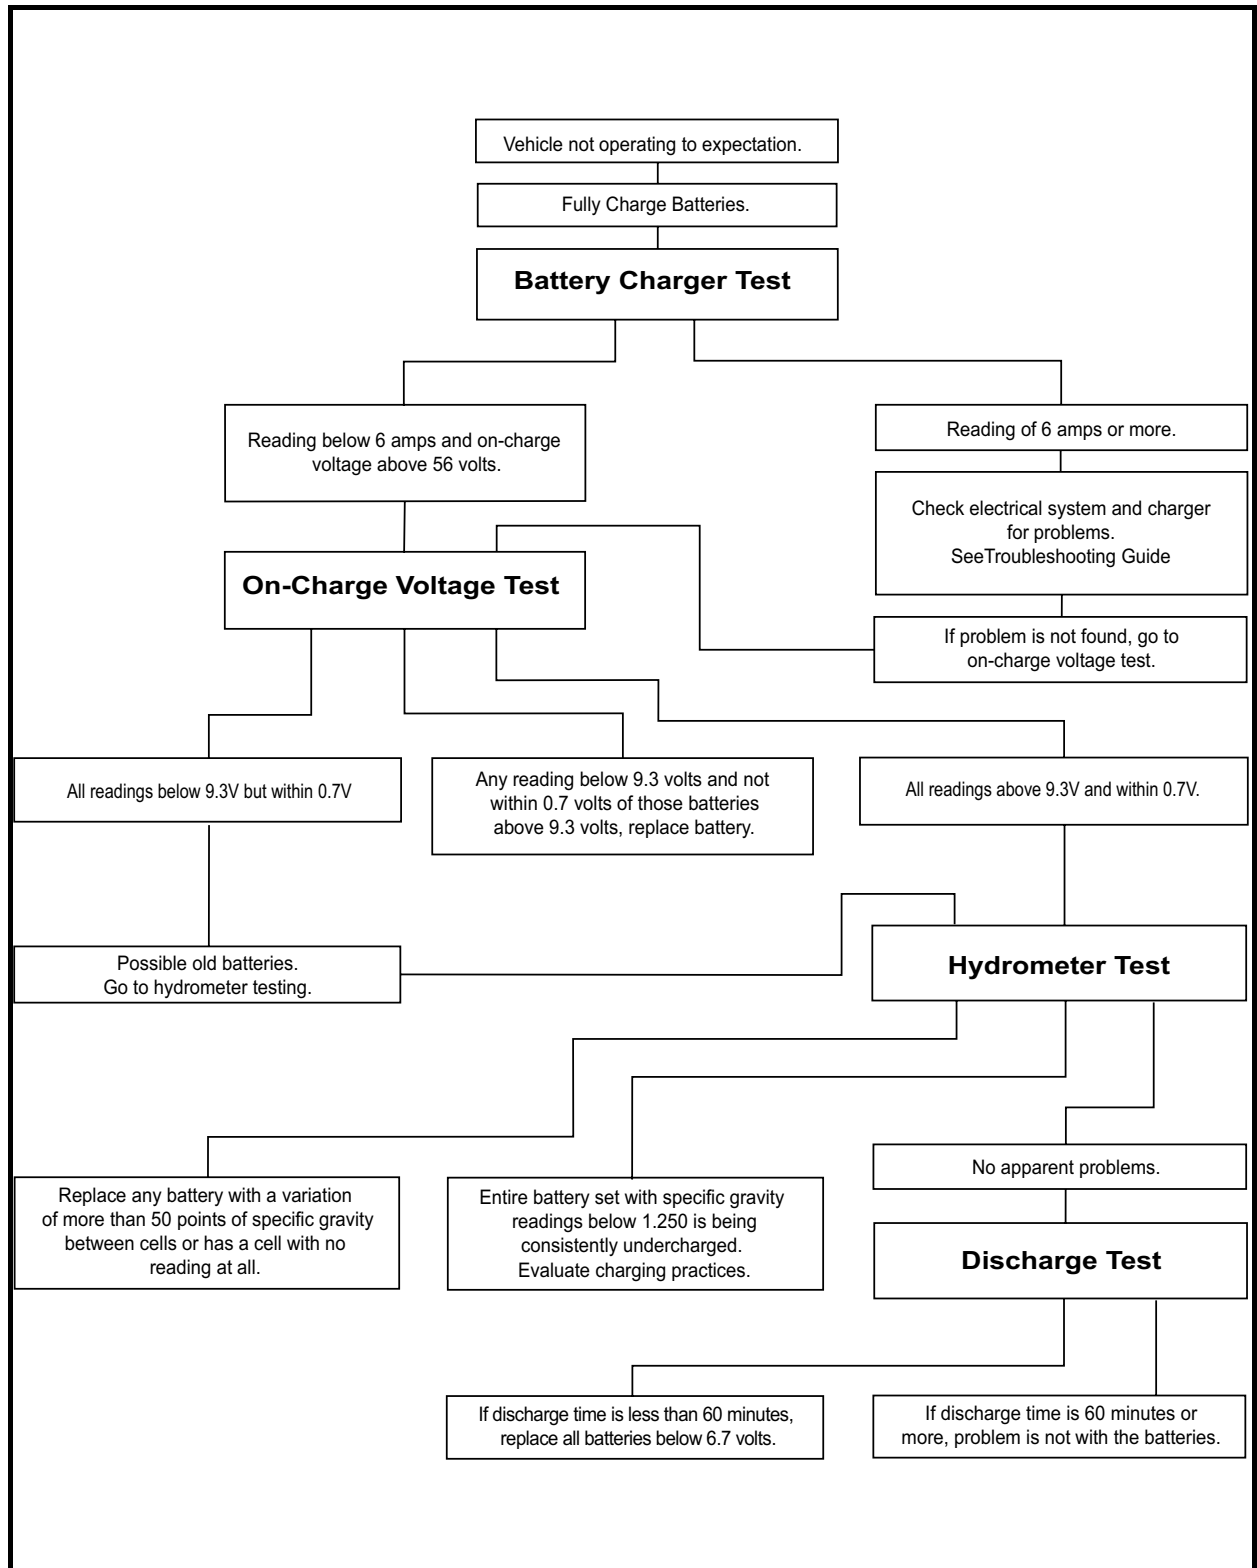 Vehicle not operating to expectation.
Fully Charge Batteries.
Battery Charger Test
Reading below 6 amps and on-charge
voltage above 56 volts.
Reading of 6 amps or more.
Check electrical system and charger
for problems.
SeeTroubleshooting Guide
On-Charge Voltage Test
If problem is not found, go to
on-charge voltage test.
All readings below 9.3V but within 0.7V
Any reading below 9.3 volts and not
within 0.7 volts of those batteries
above 9.3 volts, replace battery.
All readings above 9.3V and within 0.7V.
Possible old batteries.
Go to hydrometer testing.
Hydrometer Test
No apparent problems.
Replace any battery with a variation
of more than 50 points of specific gravity
between cells or has a cell with no
reading at all.
Entire battery set with specific gravity
readings below 1.250 is being
consistently undercharged.
Evaluate charging practices.
Discharge Test
If discharge time is less than 60 minutes,
replace all batteries below 6.7 volts.
If discharge time is 60 minutes or
more, problem is not with the batteries.